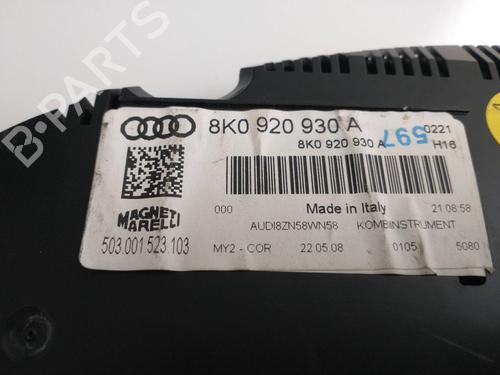 B-PARTS
8K0 920 930 A
0221
8K0 920 930 A
597
H16
000
Made in Italy
21:08:58
MAGNETI
MARELLI
AUDI8ZN58WN58
KOMBIINSTRUMENT
503.001.523.103
MY2 - COR
22.05.08
0105
5080